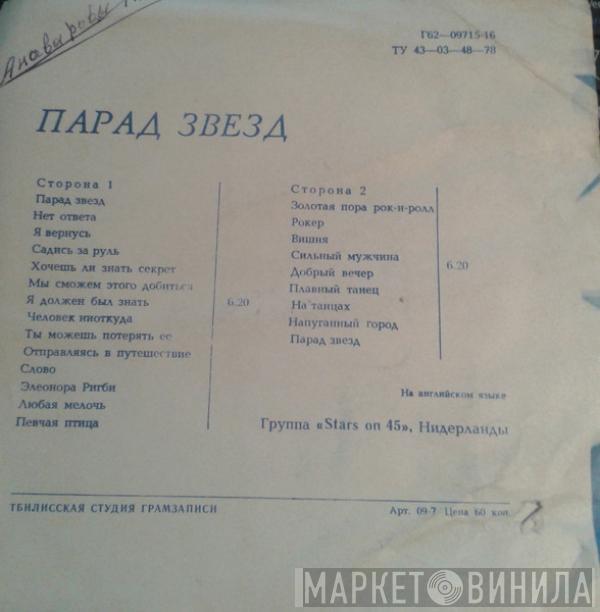 Г62—09715-16
ТУ 43—03—48—78
ПАРАД ЗВЕЗД
Сторона 1
Парад звезд
Нет ответа
Я вернусь
Садись за руль
Хочешь ли знать секрет
Мы сможем этого добиться
Я должен был знать
Человек ниоткуда
Ты можешь потерять ее
Отправляясь в путешествие
Слово
Элеонора Ригби
Любая мелочь
Певчая птица
6.20
Сторона 2
Золотая пора рок-н-ролл
Рокер
Вишня
Сильный мужчина
Добрый вечер
Плавный танец
На танцах
Напуганный город
Парад звезд
6.20
На английском языке
Группа «Stars on 45», Нидерланды
ТБИЛИССКАЯ СТУДИЯ ГРАМЗАПИСИ
Арт. 09-7 Цена 60 коп.
МАРКЕТ ВИНИЛА